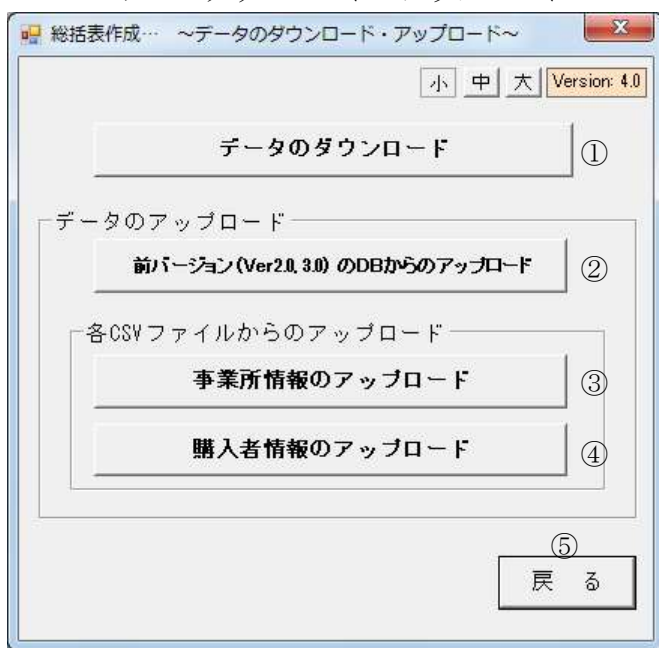 総括表作成… ～データのダウンロード・アップロード～
小 中 大 Version: 4.0
データのダウンロード ①
データのアップロード
前バージョン(Ver2.0, 3.0) のDBからのアップロード ②
各CSVファイルからのアップロード
事業所情報のアップロード ③
購入者情報のアップロード ④
⑤
戻 る